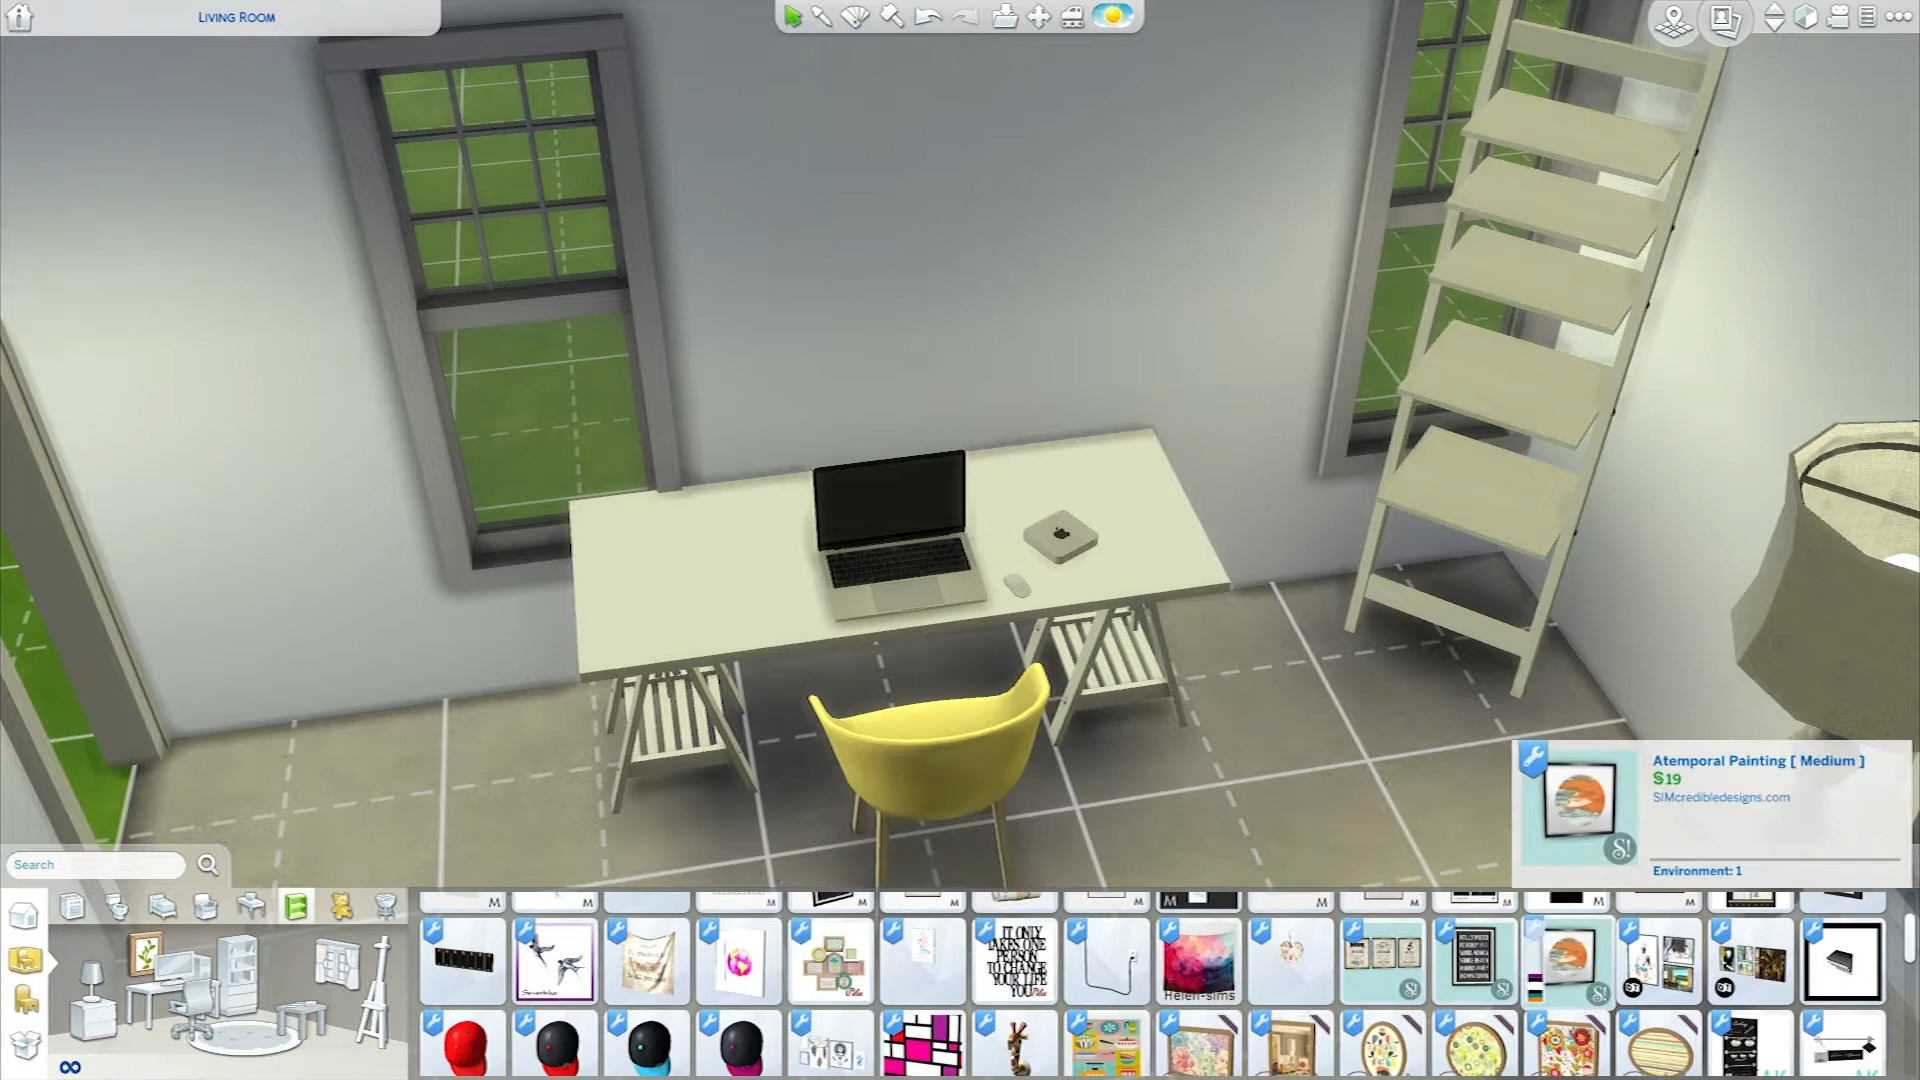 Living Room
Atemporal Painting [ Medium ]
§19
SIMcredibledesigns.com
Environment: 1
Search
M
M
M
M
M
M
M
M
M
M
M
M
Severinka
IT ONLY
TAKES ONE
PERSON
TO CHANGE
YOUR LIFE
YOU
Helen-sims
S!
S!
S!
S!